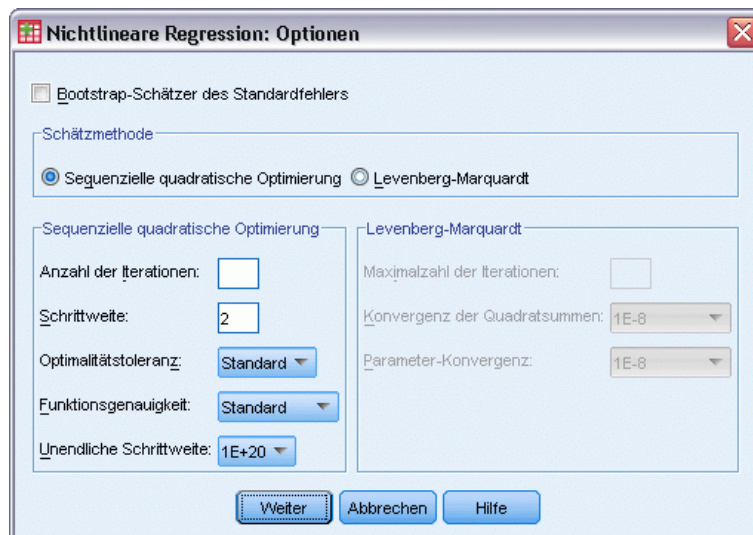 Nichtlineare Regression: Optionen
Bootstrap-Schätzer des Standardfehlers
Schätzmethode
Sequenzielle quadratische Optimierung Levenberg-Marquardt
Sequenzielle quadratische Optimierung
Anzahl der Iterationen:
Schrittweite: 2
Optimalitätstoleranz: Standard
Funktionsgenauigkeit: Standard
Unendliche Schrittweite: 1E+20
Levenberg-Marquardt
Maximalzahl der Iterationen:
Konvergenz der Quadratsummen: 1E-8
Parameter-Konvergenz: 1E-8
Weiter Abbrechen Hilfe